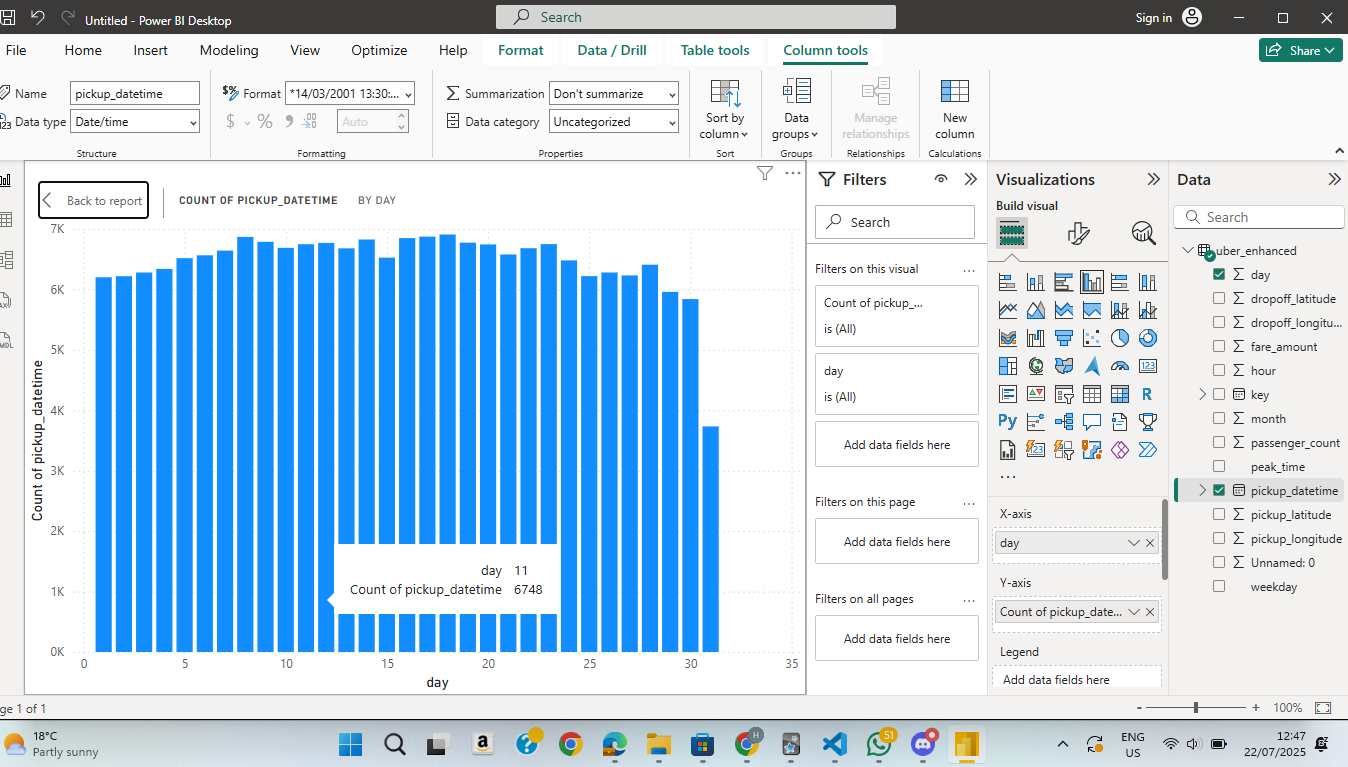 Untitled - Power BI Desktop
Search
Sign in
File Home Insert Modeling View Optimize Help Format Data / Drill Table tools Column tools Share
Name pickup_datetime
Data type Date/time
Structure
Format *14/03/2001 13:30:...
$ % 9 Auto
Formatting
Summarization Don't summarize
Data category Uncategorized
Properties
Sort by
column
Sort
Data
groups
Groups
Manage
relationships
Relationships
New
column
Calculations
Back to report
COUNT OF PICKUP_DATETIME BY DAY
7K
6K
5K
4K
3K
2K
1K
0K
Count of pickup_datetime
0 5 10 15 20 25 30 35
day
day 11
Count of pickup_datetime 6748
Filters
Search
Filters on this visual ...
Count of pickup_...
is (All)
day
is (All)
Add data fields here
Filters on this page ...
Add data fields here
Filters on all pages ...
Add data fields here
Visualizations
Build visual
123
R
Py
123
...
X-axis
day
Y-axis
Count of pickup_date...
Legend
Add data fields here
Data
Search
uber_enhanced
day
dropoff_latitude
dropoff_longitu...
fare_amount
hour
key
month
passenger_count
peak_time
pickup_datetime
pickup_latitude
pickup_longitude
Unnamed: 0
weekday
ge 1 of 1
- + 100%
18°C
Partly sunny
a
H
51
ENG
US
12:47
22/07/2025